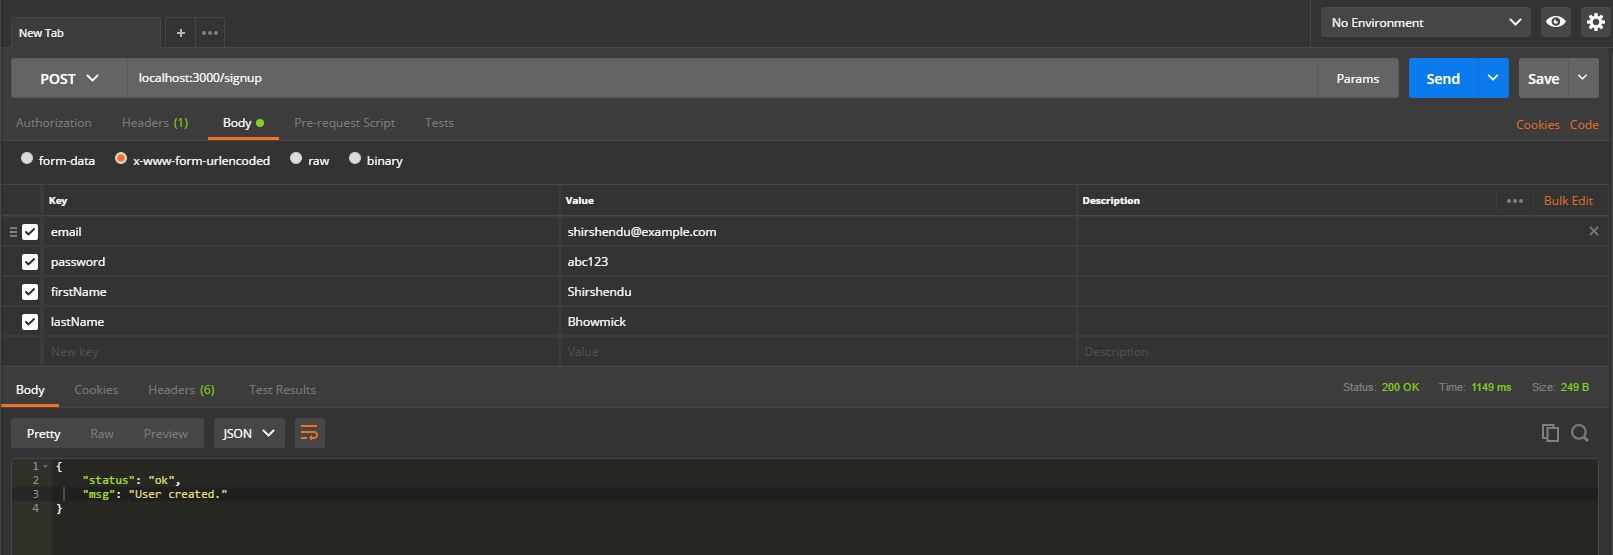 New Tab + ••• No Environment
POST localhost:3000/signup Params Send Save
Authorization Headers (1) Body Pre-request Script Tests Cookies Code
form-data x-www-form-urlencoded raw binary
Key Value Description ••• Bulk Edit
email shirshendu@example.com
password abc123
firstName Shirshendu
lastName Bhowmick
New key Value Description
Body Cookies Headers (6) Test Results Status: 200 OK Time: 1149 ms Size: 249 B
Pretty Raw Preview JSON
1 {
2 "status": "ok",
3 "msg": "User created."
4 }